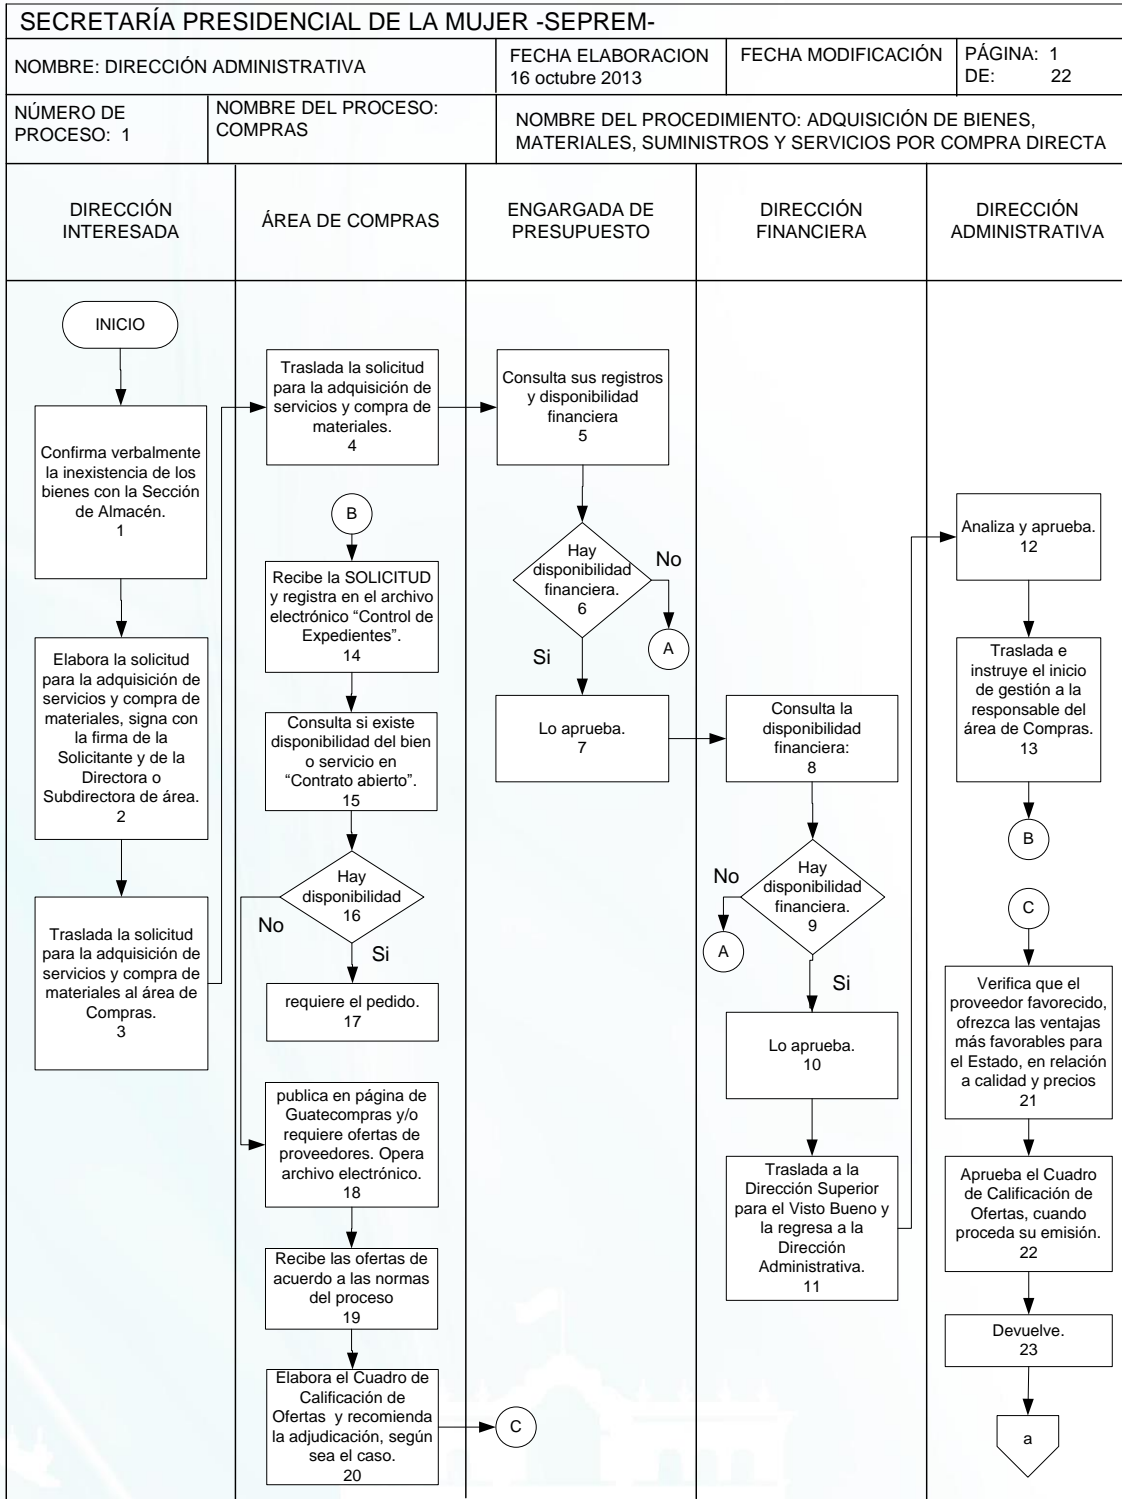 SECRETARÍA PRESIDENCIAL DE LA MUJER -SEPREM-
NOMBRE: DIRECCIÓN ADMINISTRATIVA
FECHA ELABORACION
16 octubre 2013
FECHA MODIFICACIÓN
PÁGINA: 1
DE: 22
NÚMERO DE
PROCESO: 1
NOMBRE DEL PROCESO:
COMPRAS
NOMBRE DEL PROCEDIMIENTO: ADQUISICIÓN DE BIENES,
MATERIALES, SUMINISTROS Y SERVICIOS POR COMPRA DIRECTA
DIRECCIÓN
INTERESADA
ÁREA DE COMPRAS
ENGARGADA DE
PRESUPUESTO
DIRECCIÓN
FINANCIERA
DIRECCIÓN
ADMINISTRATIVA
INICIO
Confirma verbalmente
la inexistencia de los
bienes con la Sección
de Almacén.
1
Elabora la solicitud
para la adquisición de
servicios y compra de
materiales, signa con
la firma de la
Solicitante y de la
Directora o
Subdirectora de área.
2
Traslada la solicitud
para la adquisición de
servicios y compra de
materiales al área de
Compras.
3
Traslada la solicitud
para la adquisición de
servicios y compra de
materiales.
4
B
Recibe la SOLICITUD
y registra en el archivo
electrónico “Control de
Expedientes”.
14
Consulta si existe
disponibilidad del bien
o servicio en
“Contrato abierto”.
15
Hay
disponibilidad
16
No
Si
requiere el pedido.
17
publica en página de
Guatecompras y/o
requiere ofertas de
proveedores. Opera
archivo electrónico.
18
Recibe las ofertas de
acuerdo a las normas
del proceso
19
Elabora el Cuadro de
Calificación de
Ofertas y recomienda
la adjudicación, según
sea el caso.
20
C
Consulta sus registros
y disponibilidad
financiera
5
Hay
disponibilidad
financiera.
6
No
A
Si
Lo aprueba.
7
Consulta la
disponibilidad
financiera:
8
Hay
disponibilidad
financiera.
9
No
A
Si
Lo aprueba.
10
Traslada a la
Dirección Superior
para el Visto Bueno y
la regresa a la
Dirección
Administrativa.
11
Analiza y aprueba.
12
Traslada e
instruye el inicio
de gestión a la
responsable del
área de Compras.
13
B
C
Verifica que el
proveedor favorecido,
ofrezca las ventajas
más favorables para
el Estado, en relación
a calidad y precios
21
Aprueba el Cuadro
de Calificación de
Ofertas, cuando
proceda su emisión.
22
Devuelve.
23
a